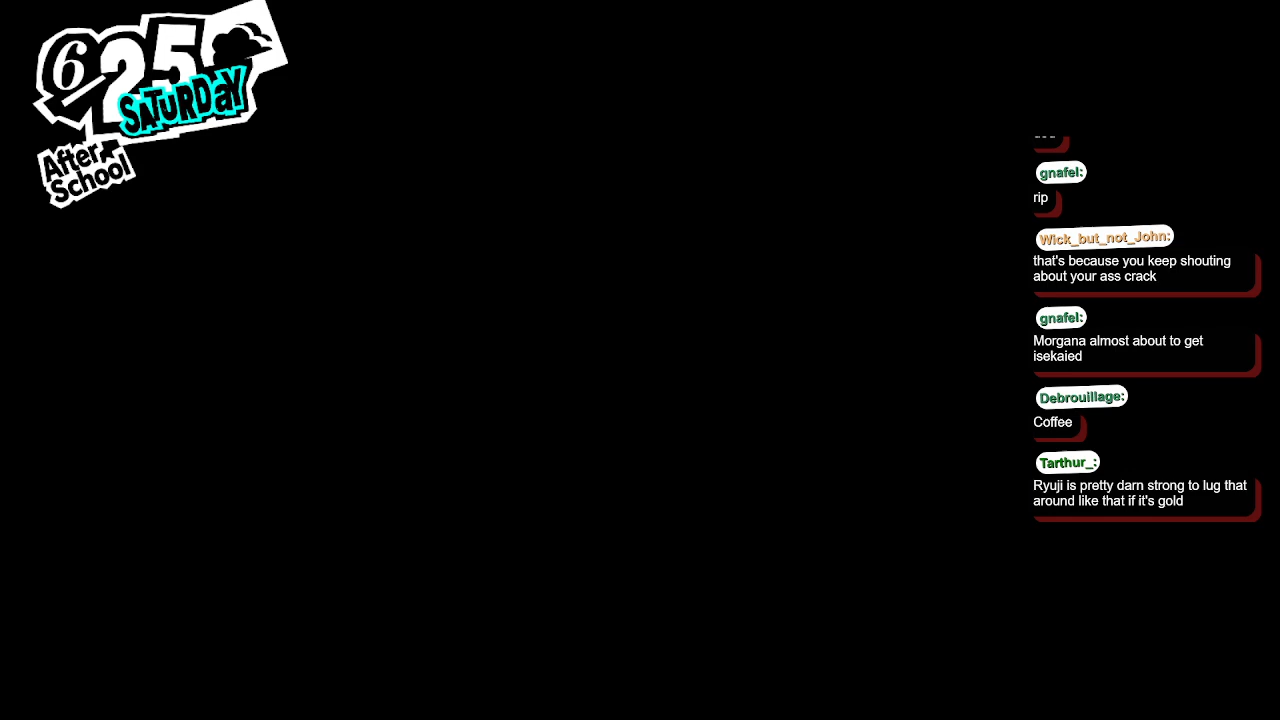 6/25
SATURDAY
After
School
gnafel:
rip
Wick_but_not_John:
that's because you keep shouting
about your ass crack
gnafel:
Morgana almost about to get
isekaied
Debrouillage:
Coffee
Tarthur_:
Ryuji is pretty darn strong to lug that
around like that if it's gold